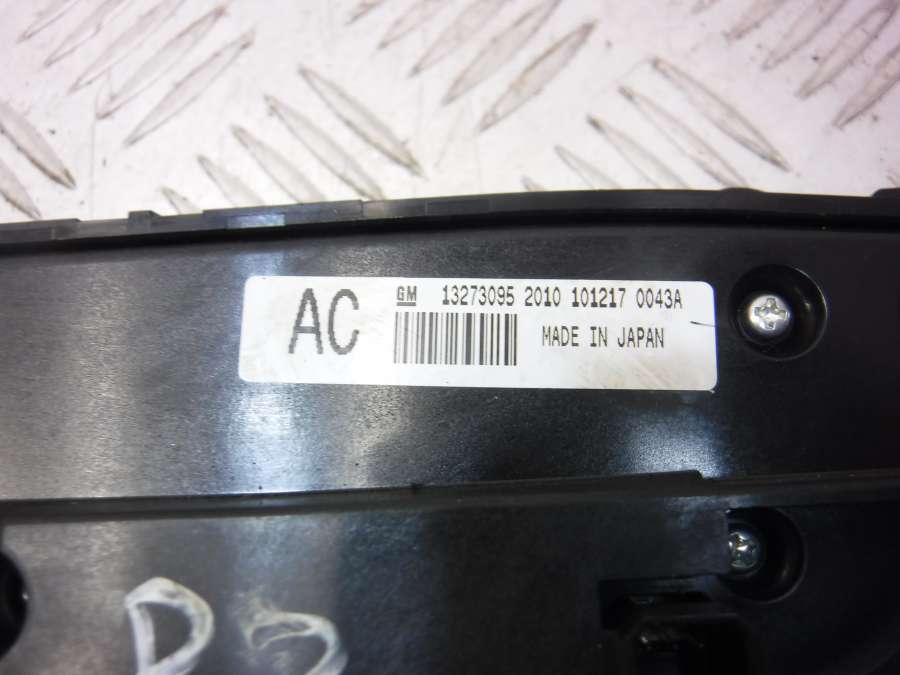 AC GM 13273095 2010 101217 0043A
MADE IN JAPAN